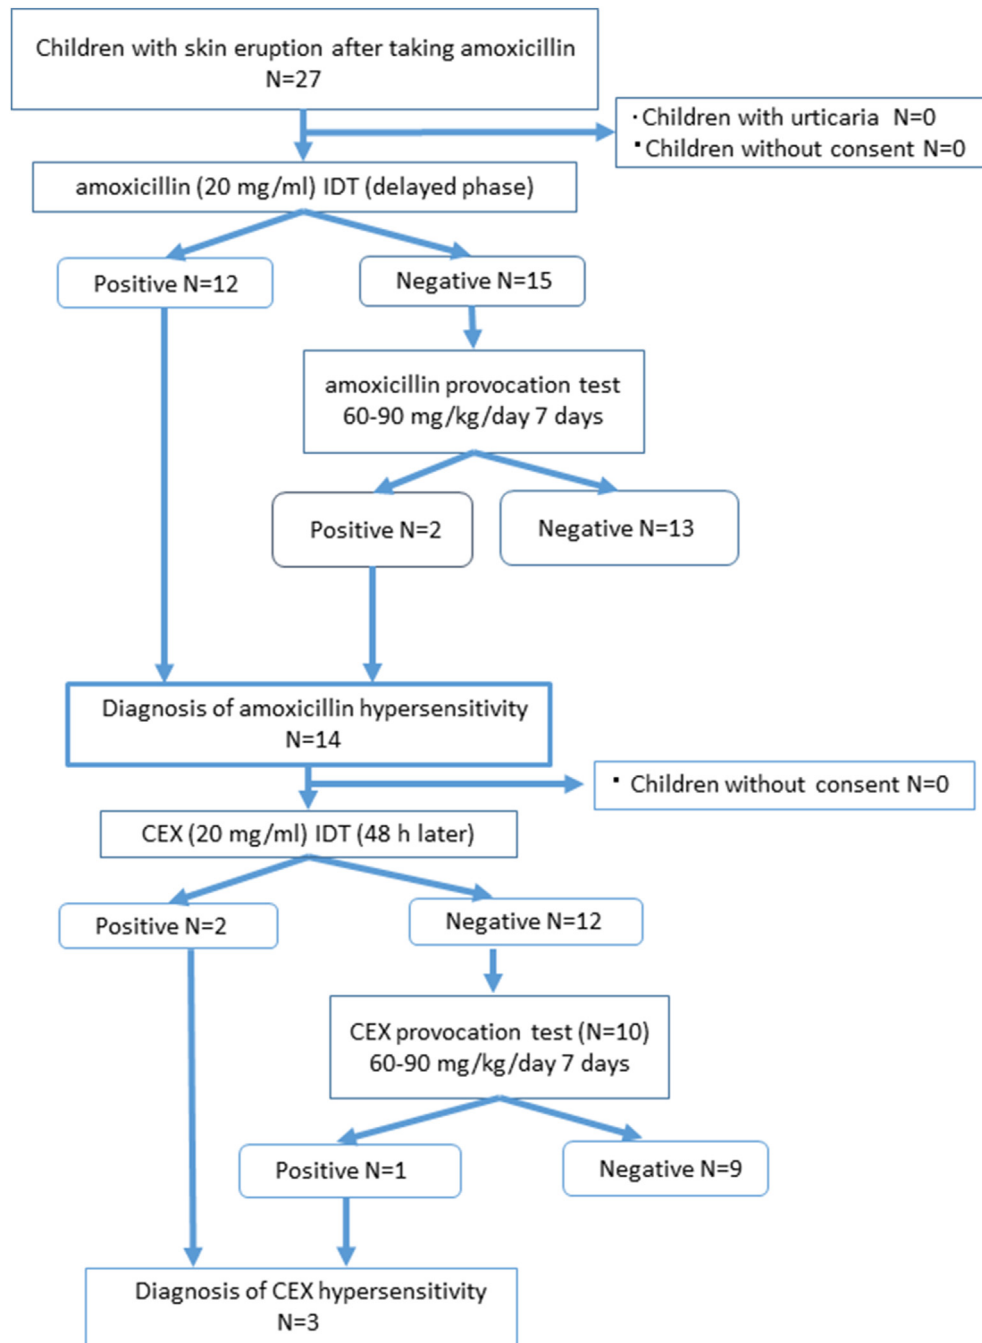 Children with skin eruption after taking amoxicillin
N=27
· Children with urticaria N=0
▪ Children without consent N=0
amoxicillin (20 mg/ml) IDT (delayed phase)
Positive N=12
Negative N=15
amoxicillin provocation test
60-90 mg/kg/day 7 days
Positive N=2
Negative N=13
Diagnosis of amoxicillin hypersensitivity
N=14
▪ Children without consent N=0
CEX (20 mg/ml) IDT (48 h later)
Positive N=2
Negative N=12
CEX provocation test (N=10)
60-90 mg/kg/day 7 days
Positive N=1
Negative N=9
Diagnosis of CEX hypersensitivity
N=3